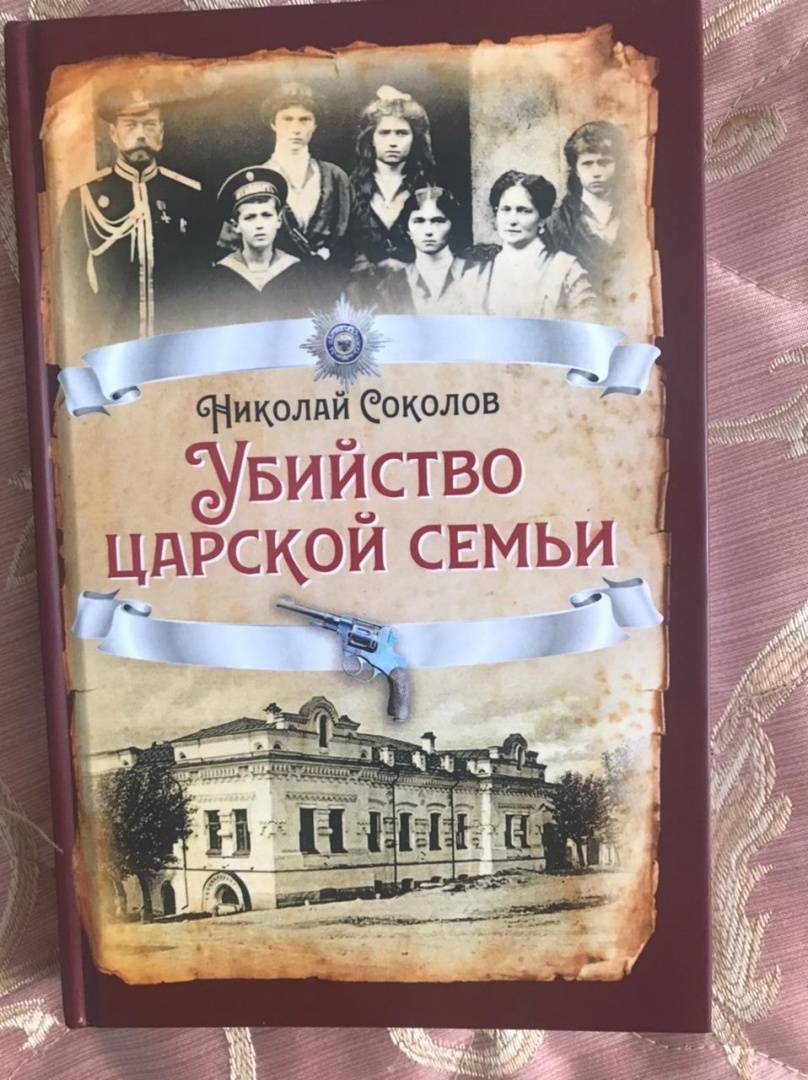 Николай Соколов
Убийство
царской семьи